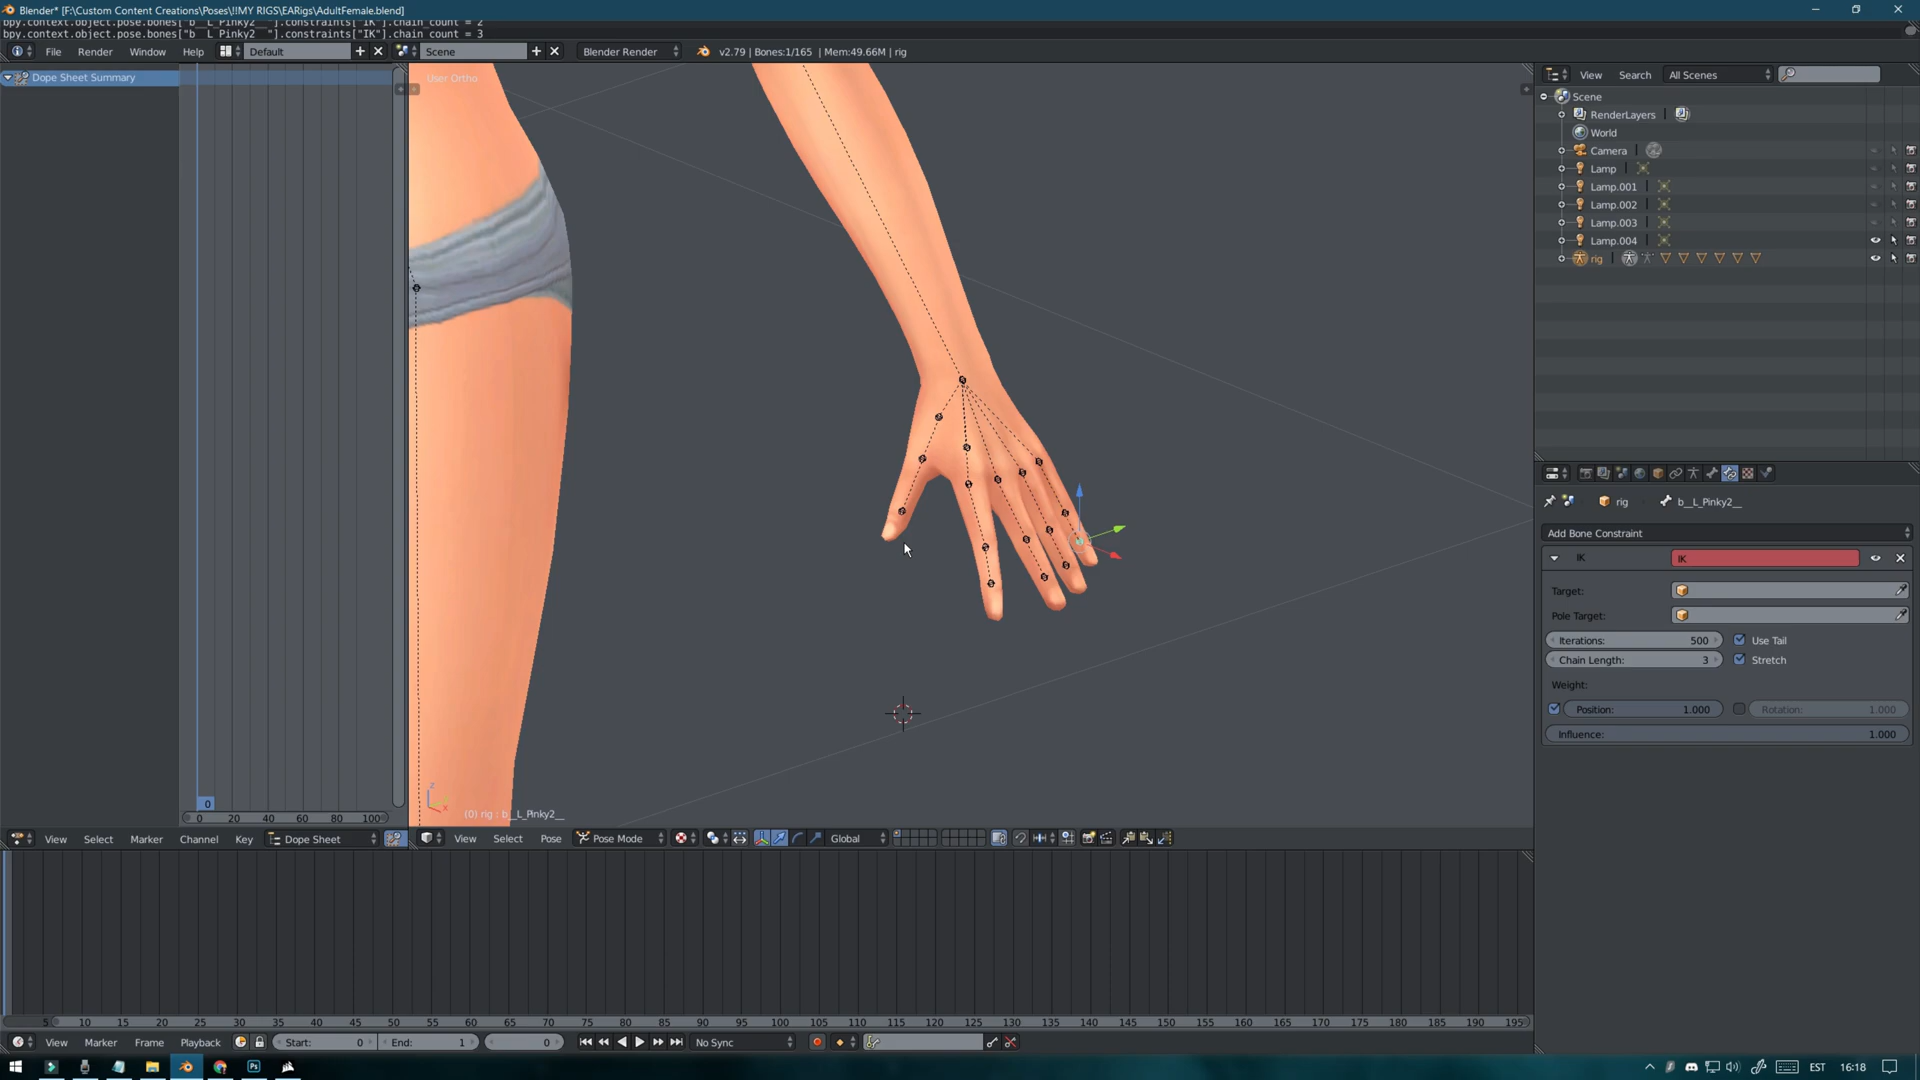 Blender* [F:\Custom Content Creations\Poses\!!MY RIGS\EARigs\AdultFemale.blend]
bpy.context.object.pose.bones["b__L_Pinky2__"].constraints["IK"].chain_count = 2
bpy.context.object.pose.bones["b__L_Pinky2__"].constraints["IK"].chain_count = 3
File Render Window Help Default Scene Blender Render v2.79 | Bones:1/165 | Mem:49.66M | rig
Dope Sheet Summary
User Ortho
View Search All Scenes
Scene
RenderLayers
World
Camera
Lamp
Lamp.001
Lamp.002
Lamp.003
Lamp.004
rig
rig b__L_Pinky2__
Add Bone Constraint
IK IK
Target:
Pole Target:
Iterations: 500 Use Tail
Chain Length: 3 Stretch
Weight:
Position: 1.000 Rotation: 1.000
Influence: 1.000
z
x
0
0 20 40 60 80 100
(0) rig : b__L_Pinky2__
View Select Marker Channel Key Dope Sheet
View Select Pose Pose Mode Global
5 10 15 20 25 30 35 40 45 50 55 60 65 70 75 80 85 90 95 100 105 110 115 120 125 130 135 140 145 150 155 160 165 170 175 180 185 190 195
View Marker Frame Playback Start: 0 End: 1 0 No Sync
Ps EST 16:18